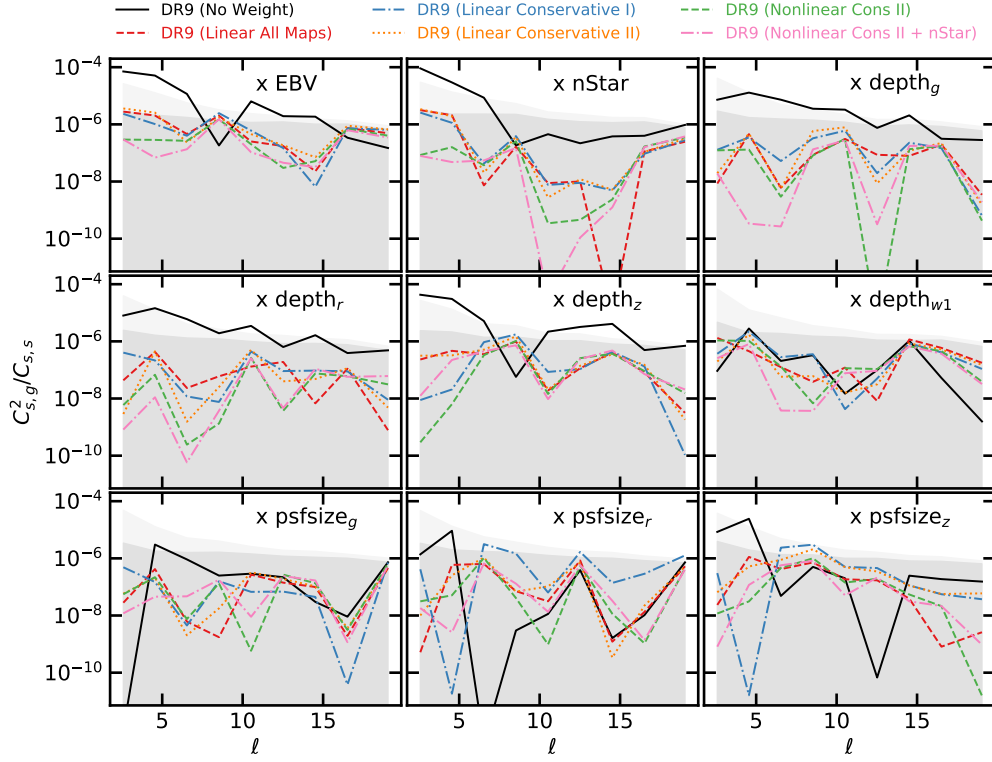 DR9 (No Weight) DR9 (Linear Conservative I) DR9 (Nonlinear Cons II)
DR9 (Linear All Maps) DR9 (Linear Conservative II) DR9 (Nonlinear Cons II + nStar)
x EBV x nStar x depth_g
10^{-4}
10^{-6}
10^{-8}
10^{-10}
x depth_r x depth_z x depth_{w1}
10^{-4}
10^{-6}
10^{-8}
10^{-10}
C^2_{s,g}/C_{s,s}
x psfsize_g x psfsize_r x psfsize_z
10^{-4}
10^{-6}
10^{-8}
10^{-10}
5 10 15 5 10 15 5 10 15
ℓ ℓ ℓ